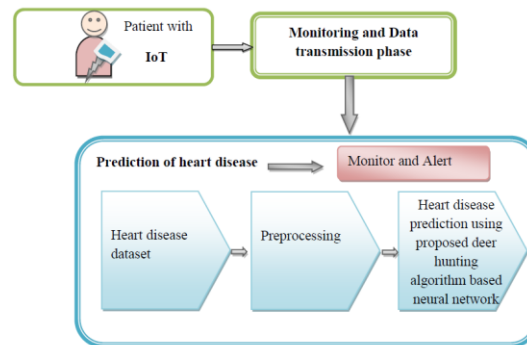 Patient with
IoT
Monitoring and Data
transmission phase
Prediction of heart disease
Monitor and Alert
Heart disease
dataset
Preprocessing
Heart disease
prediction using
proposed deer
hunting
algorithm based
neural network